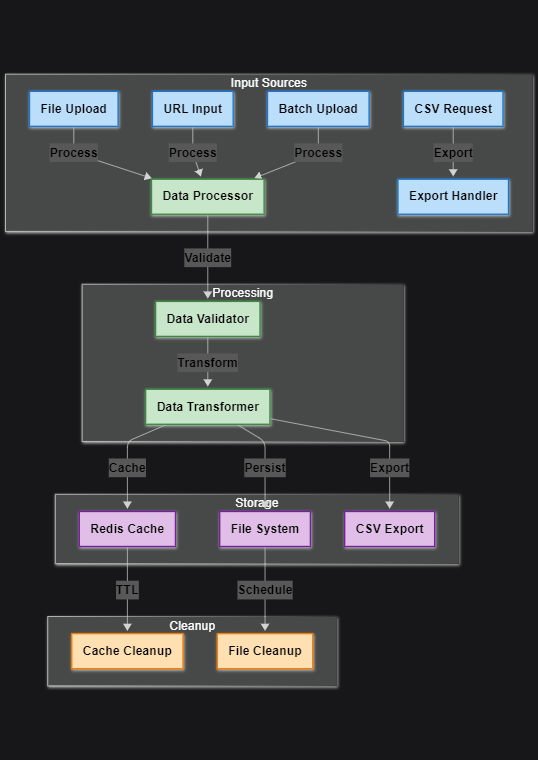 Input Sources
File Upload
URL Input
Batch Upload
CSV Request
Process
Process
Process
Export
Data Processor
Export Handler
Validate
Processing
Data Validator
Transform
Data Transformer
Cache
Persist
Export
Storage
Redis Cache
File System
CSV Export
TTL
Schedule
Cleanup
Cache Cleanup
File Cleanup